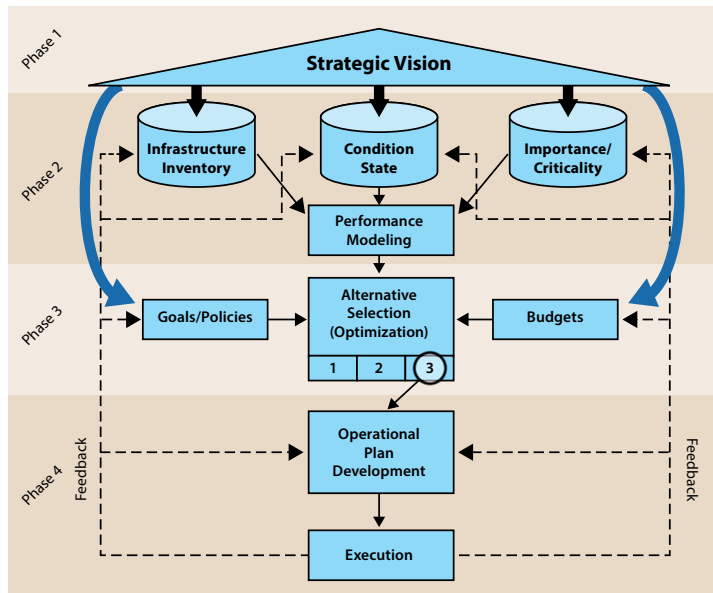 Phase 1
Strategic Vision
Phase 2
Infrastructure
Inventory
Condition
State
Importance/
Criticality
Performance
Modeling
Phase 3
Goals/Policies
Alternative
Selection
(Optimization)
Budgets
1 2 3
Phase 4
Feedback
Operational
Plan
Development
Feedback
Execution